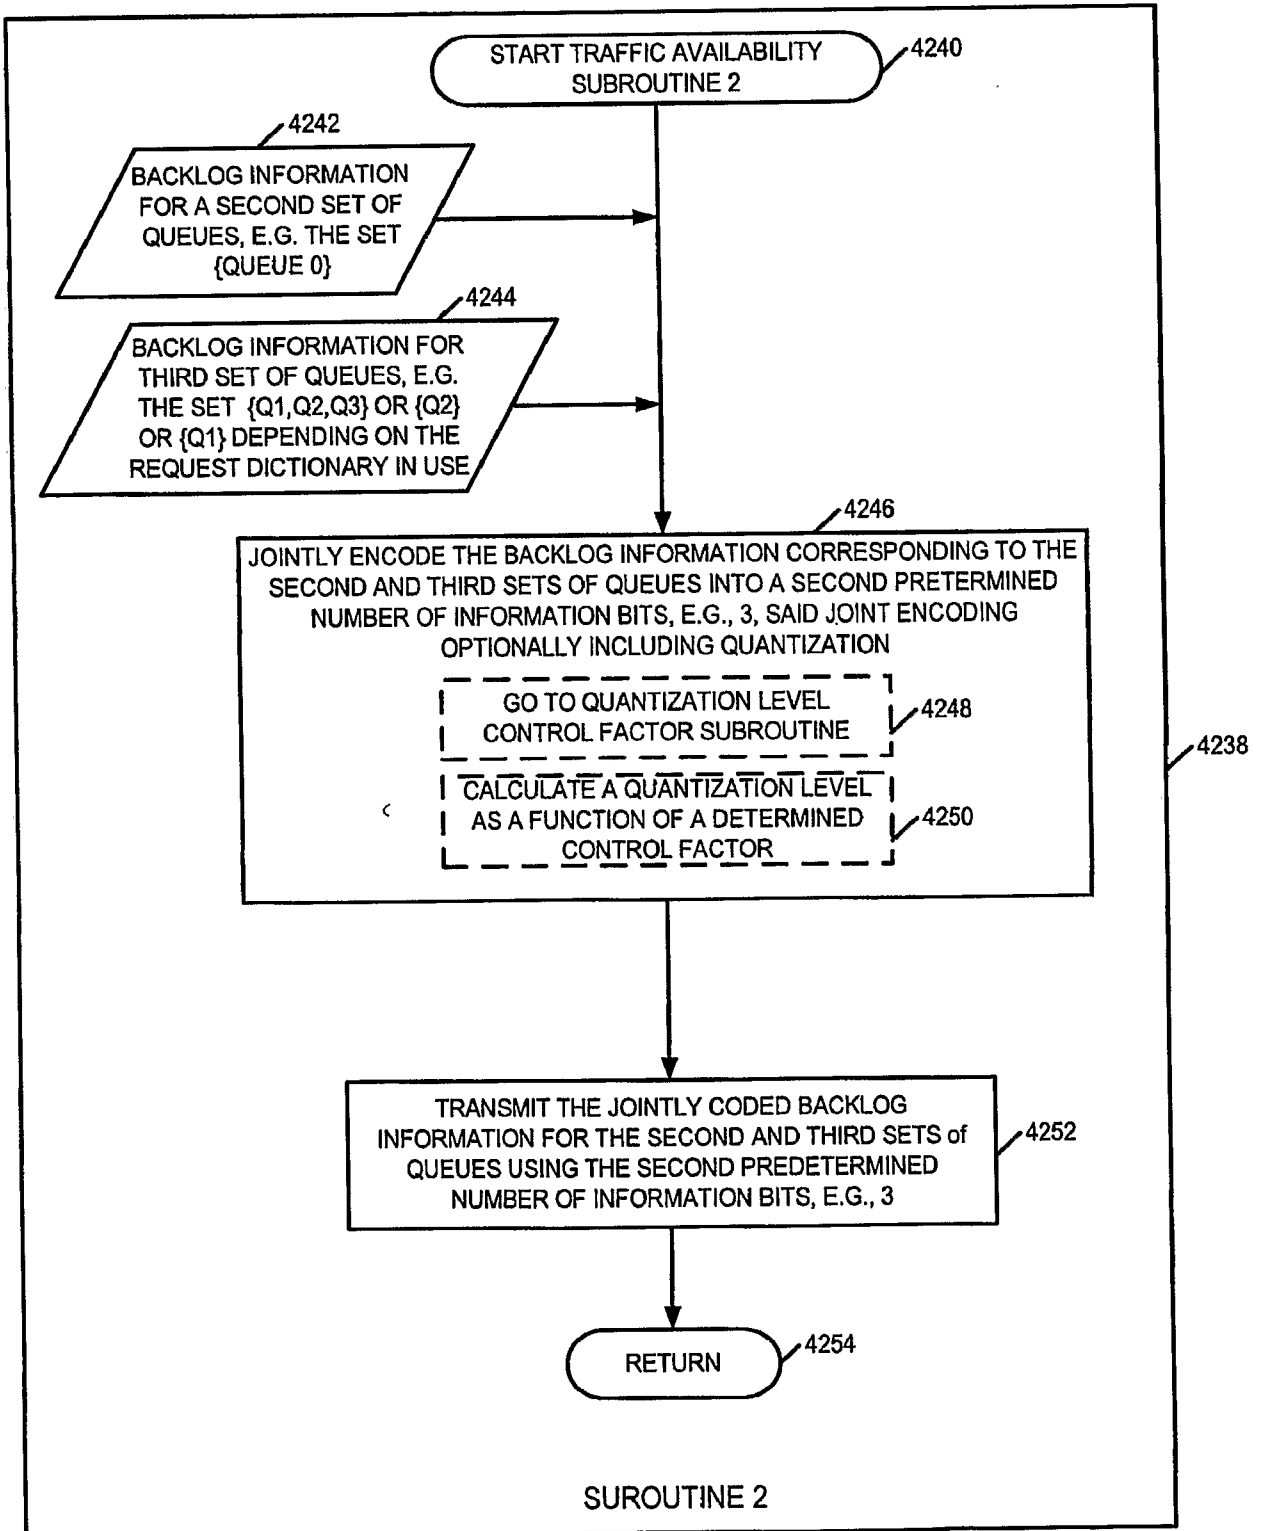 START TRAFFIC AVAILABILITY
SUBROUTINE 2
4240
4242
BACKLOG INFORMATION
FOR A SECOND SET OF
QUEUES, E.G. THE SET
{QUEUE 0}
4244
BACKLOG INFORMATION FOR
THIRD SET OF QUEUES, E.G.
THE SET {Q1,Q2,Q3} OR {Q2}
OR {Q1} DEPENDING ON THE
REQUEST DICTIONARY IN USE
4246
JOINTLY ENCODE THE BACKLOG INFORMATION CORRESPONDING TO THE
SECOND AND THIRD SETS OF QUEUES INTO A SECOND PRETERMINED
NUMBER OF INFORMATION BITS, E.G., 3, SAID JOINT ENCODING
OPTIONALLY INCLUDING QUANTIZATION
GO TO QUANTIZATION LEVEL
CONTROL FACTOR SUBROUTINE
4248
4238
CALCULATE A QUANTIZATION LEVEL
AS A FUNCTION OF A DETERMINED
CONTROL FACTOR
4250
TRANSMIT THE JOINTLY CODED BACKLOG
INFORMATION FOR THE SECOND AND THIRD SETS of
QUEUES USING THE SECOND PREDETERMINED
NUMBER OF INFORMATION BITS, E.G., 3
4252
RETURN
4254
SUROUTINE 2